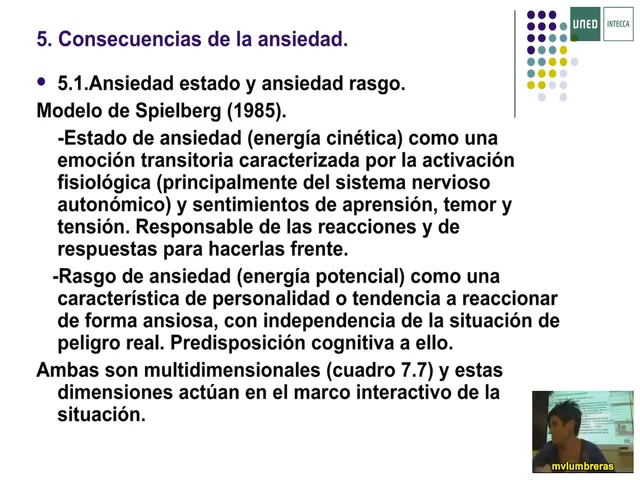 UNED INTECCA
5. Consecuencias de la ansiedad.
5.1.Ansiedad estado y ansiedad rasgo.
Modelo de Spielberg (1985).
-Estado de ansiedad (energía cinética) como una
emoción transitoria caracterizada por la activación
fisiológica (principalmente del sistema nervioso
autonómico) y sentimientos de aprensión, temor y
tensión. Responsable de las reacciones y de
respuestas para hacerlas frente.
-Rasgo de ansiedad (energía potencial) como una
característica de personalidad o tendencia a reaccionar
de forma ansiosa, con independencia de la situación de
peligro real. Predisposición cognitiva a ello.
Ambas son multidimensionales (cuadro 7.7) y estas
dimensiones actúan en el marco interactivo de la
situación.
mvlumbreras